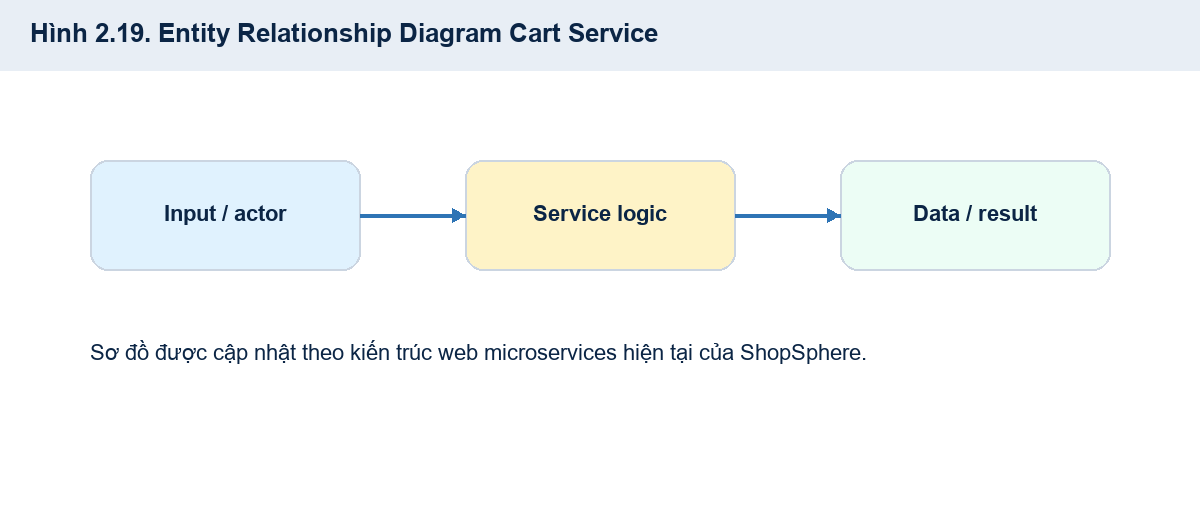 Hình 2.19. Entity Relationship Diagram Cart Service
Input / actor
Service logic
Data / result
Sơ đồ được cập nhật theo kiến trúc web microservices hiện tại của ShopSphere.